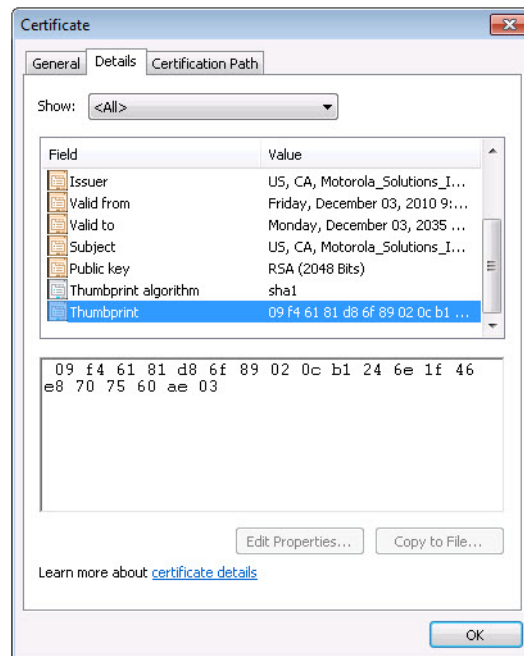 Certificate
General Details Certification Path
Show: <All>
Field Value
Issuer US, CA, Motorola_Solutions_I...
Valid from Friday, December 03, 2010 9:...
Valid to Monday, December 03, 2035 ...
Subject US, CA, Motorola_Solutions_I...
Public key RSA (2048 Bits)
Thumbprint algorithm sha1
Thumbprint 09 f4 61 81 d8 6f 89 02 0c b1 ...
09 f4 61 81 d8 6f 89 02 0c b1 24 6e 1f 46
e8 70 75 60 ae 03
Edit Properties... Copy to File...
Learn more about certificate details
OK